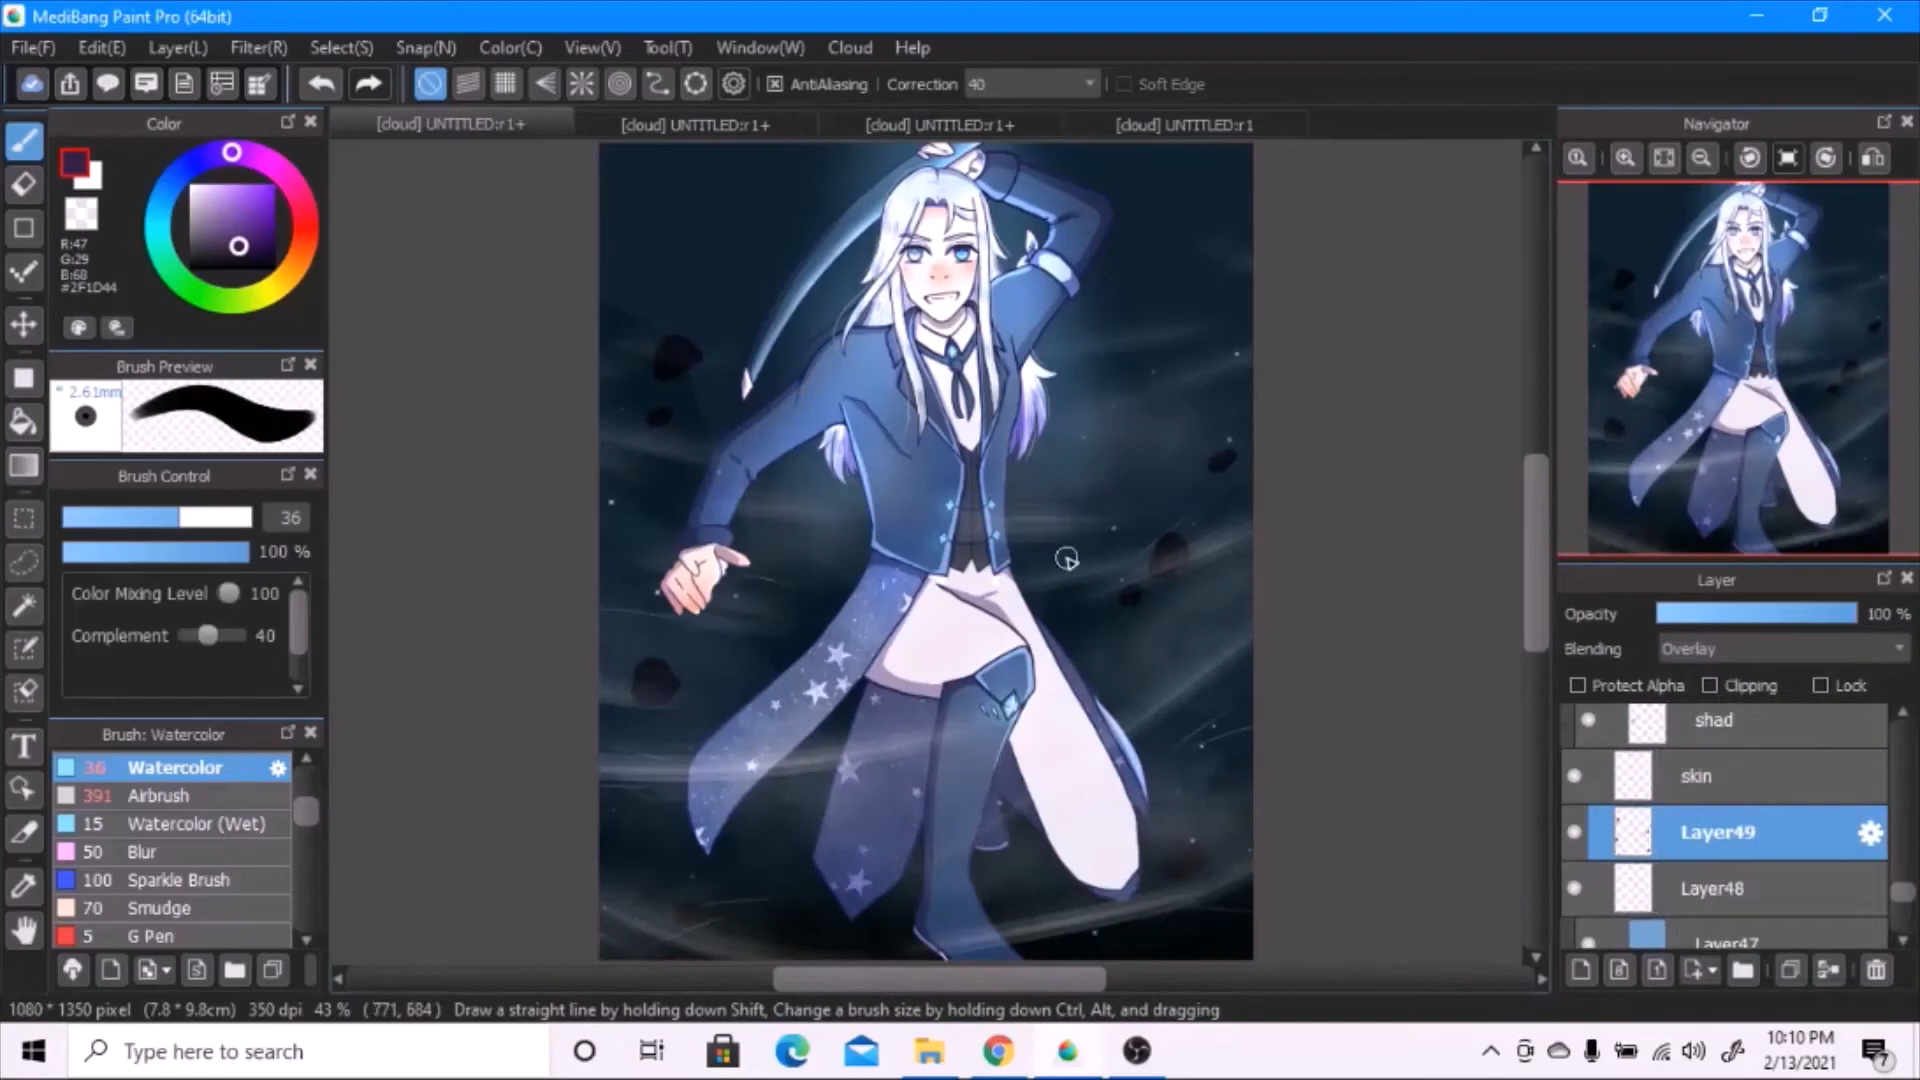 MediBang Paint Pro (64bit)
File(F) Edit(E) Layer(L) Filter(R) Select(S) Snap(N) Color(C) View(V) Tool(T) Window(W) Cloud Help
AntiAliasing Correction 40 Soft Edge
Color
[cloud] UNTITLED:r1+ [cloud] UNTITLED:r1+ [cloud] UNTITLED:r1+ [cloud] UNTITLED:r1
Navigator
R:47
G:29
B:68
#2F1D44
Brush Preview
* 2.61mm
Brush Control
36
100 %
Color Mixing Level 100
Complement 40
Brush: Watercolor
36 Watercolor
391 Airbrush
15 Watercolor (Wet)
50 Blur
100 Sparkle Brush
70 Smudge
5 G Pen
Layer
Opacity 100 %
Blending Overlay
Protect Alpha Clipping Lock
shad
skin
Layer49
Layer48
Layer47
1080 * 1350 pixel (7.8 * 9.8cm) 350 dpi 43 % ( 771, 684 ) Draw a straight line by holding down Shift, Change a brush size by holding down Ctrl, Alt, and dragging
Type here to search
10:10 PM
2/13/2021
7